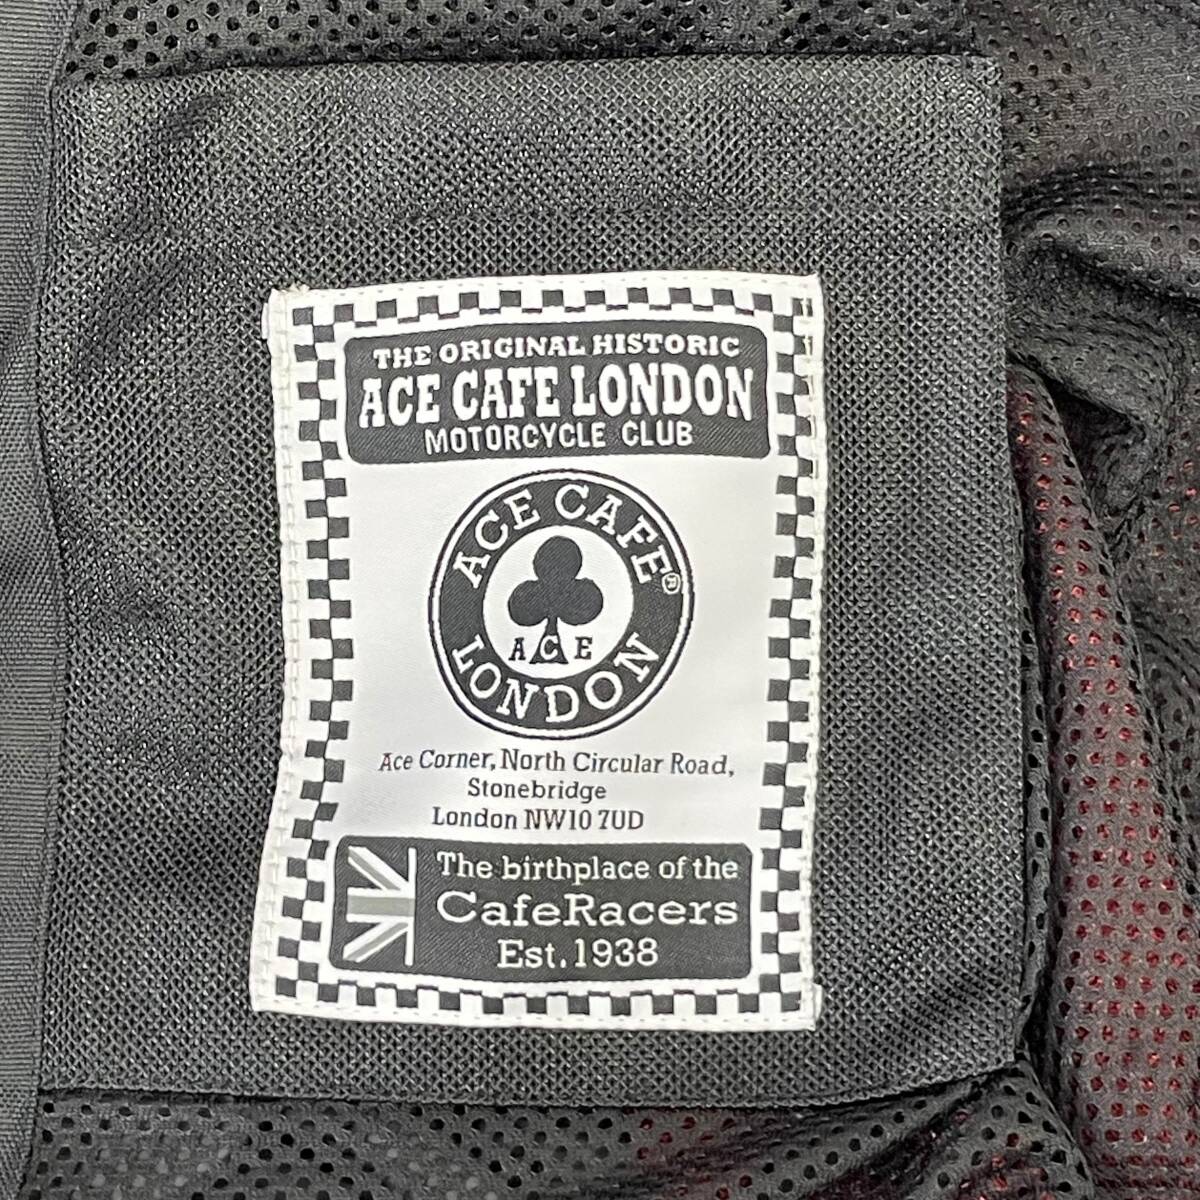 THE ORIGINAL HISTORIC
ACE CAFE LONDON
MOTORCYCLE CLUB
ACE CAFE®
ACE
LONDON
Ace Corner, North Circular Road,
Stonebridge
London NW10 7UD
The birthplace of the
CafeRacers
Est.1938